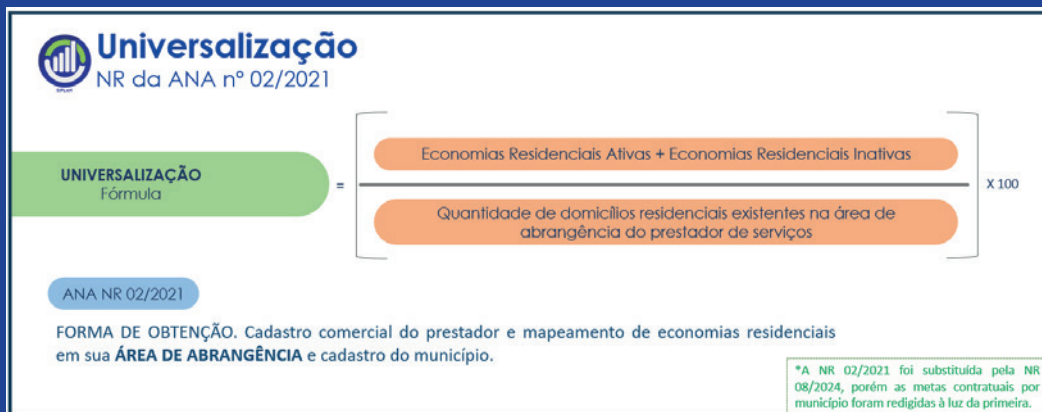 Universalização
NR da ANA nº 02/2021
UNIVERSALIZAÇÃO
Fórmula
=
Economias Residenciais Ativas + Economias Residenciais Inativas
Quantidade de domicílios residenciais existentes na área de
abrangência do prestador de serviços
X 100
ANA NR 02/2021
FORMA DE OBTENÇÃO. Cadastro comercial do prestador e mapeamento de economias residenciais
em sua ÁREA DE ABRANGÊNCIA e cadastro do município.
*A NR 02/2021 foi substituída pela NR
08/2024, porém as metas contratuais por
município foram redigidas à luz da primeira.